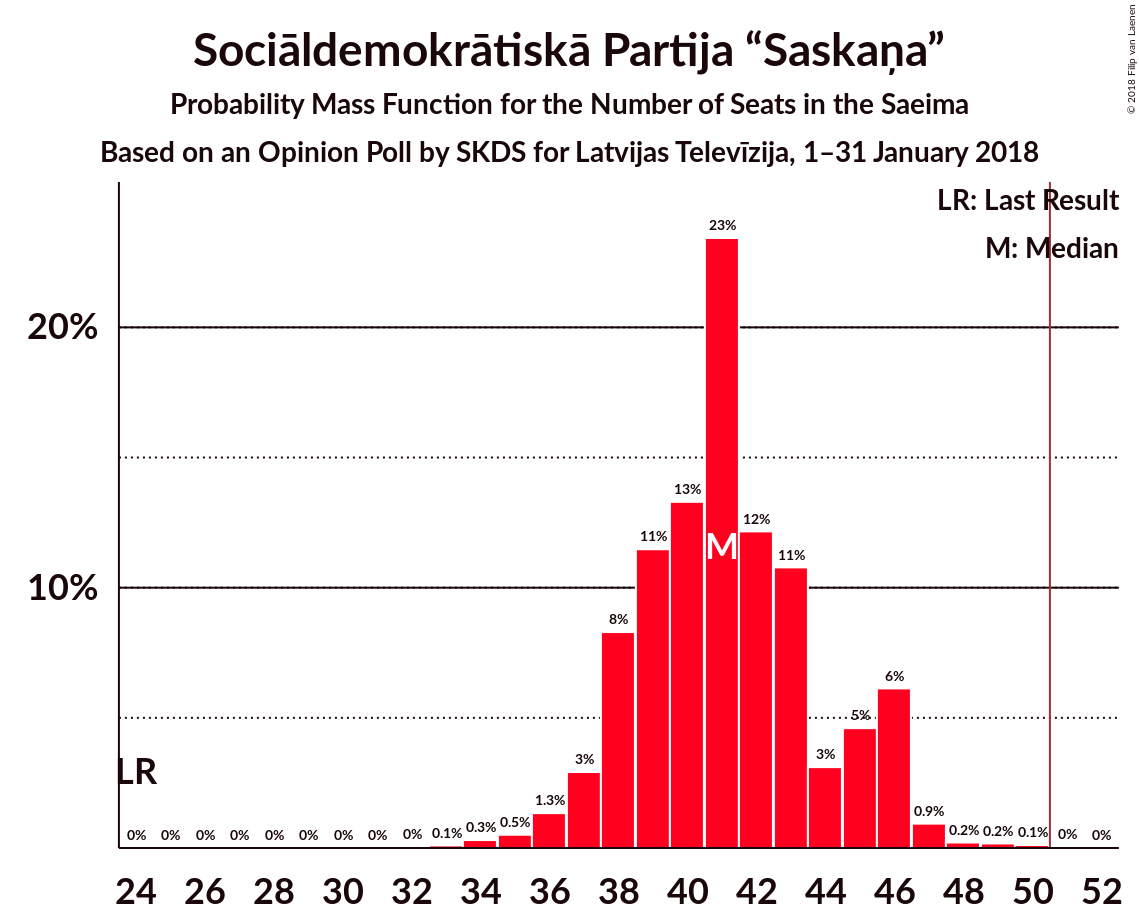 Sociāldemokrātiskā Partija “Saskaņa”
Probability Mass Function for the Number of Seats in the Saeima
Based on an Opinion Poll by SKDS for Latvijas Televīzija, 1–31 January 2018
© 2018 Filip van Laenen
LR: Last Result
M: Median
20%
10%
23%
13%
12%
11%
11%
8%
6%
5%
3%
3%
1.3%
0.9%
0% 0% 0% 0% 0% 0% 0% 0% 0% 0.1% 0.3% 0.5% 0.2% 0.2% 0.1% 0% 0%
M
LR
24 26 28 30 32 34 36 38 40 42 44 46 48 50 52